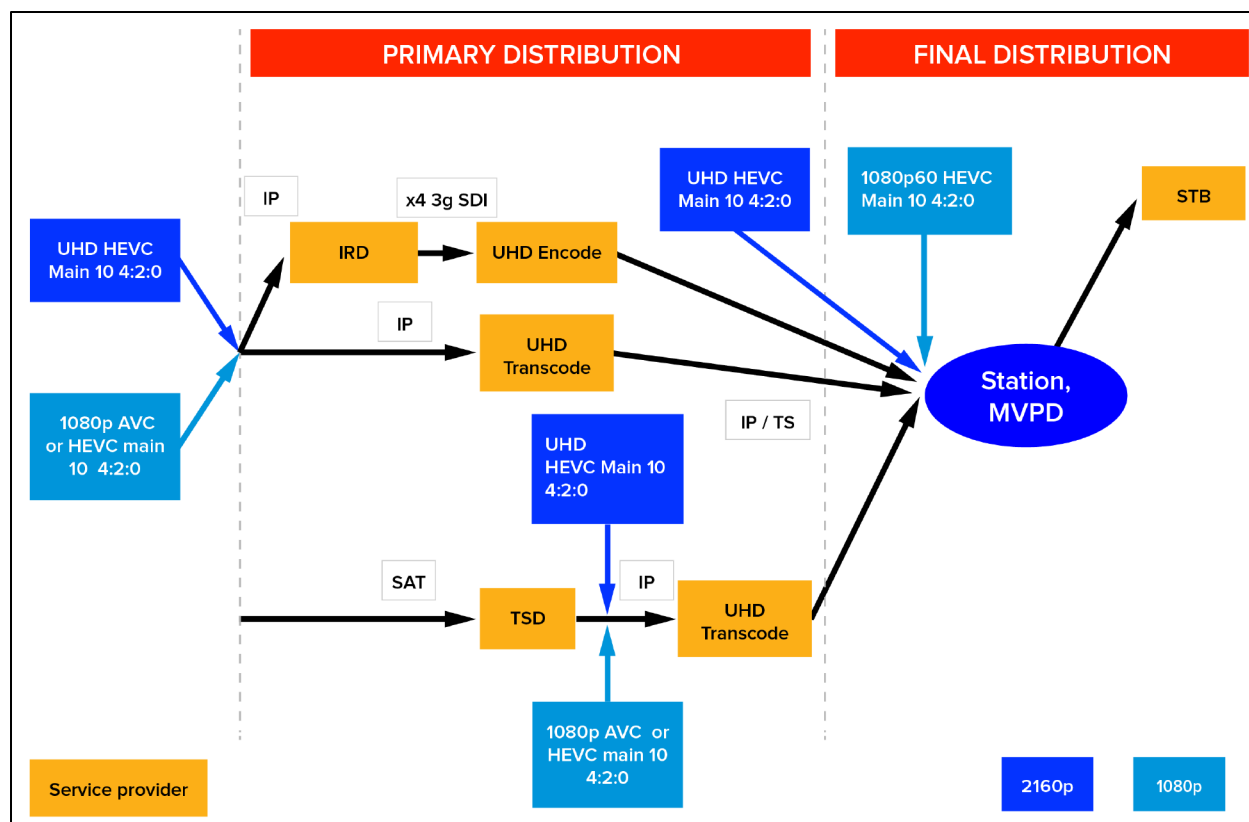 PRIMARY DISTRIBUTION
FINAL DISTRIBUTION
IP
x4 3g SDI
UHD HEVC
Main 10 4:2:0
1080p60 HEVC
Main 10 4:2:0
STB
UHD HEVC
Main 10 4:2:0
IRD
UHD Encode
IP
UHD
Transcode
1080p AVC
or HEVC main
10 4:2:0
Station,
MVPD
IP / TS
UHD
HEVC Main 10
4:2:0
SAT
IP
TSD
UHD
Transcode
1080p AVC or
HEVC main 10
4:2:0
Service provider
2160p
1080p